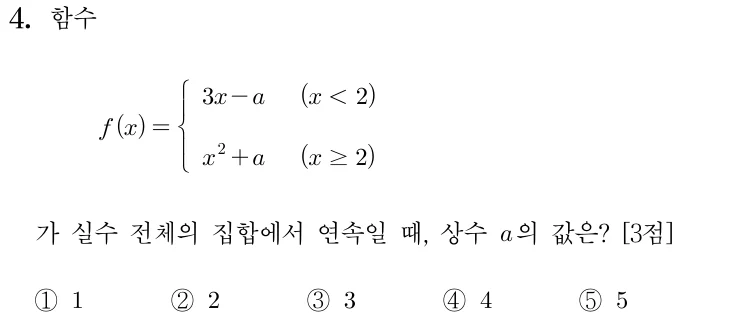 4. 함수
f(x) = { 3x-a (x < 2)
x²+a (x ≥ 2)
가 실수 전체의 집합에서 연속일 때, 상수 a의 값은? [3점]
① 1 ② 2 ③ 3 ④ 4 ⑤ 5